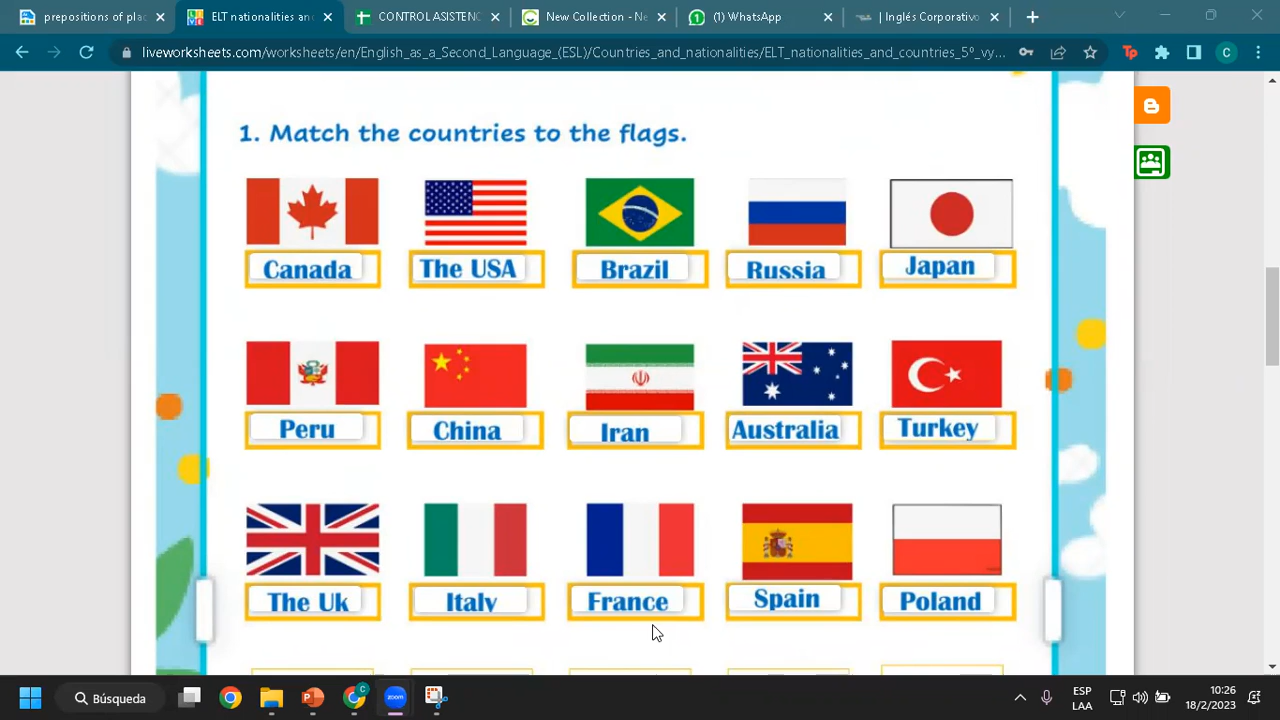 prepositions of plac
ELT nationalities an
CONTROL ASISTENC
New Collection - Ne
(1) WhatsApp
| Inglés Corporativo
liveworksheets.com/worksheets/en/English_as_a_Second_Language_(ESL)/Countries_and_nationalities/ELT_nationalities_and_countries_5º_vy...
C
1. Match the countries to the flags.
Canada The USA Brazil Russia Japan
Peru China Iran Australia Turkey
The Uk Italy France Spain Poland
Búsqueda
zoom
ESP
LAA
10:26
18/2/2023